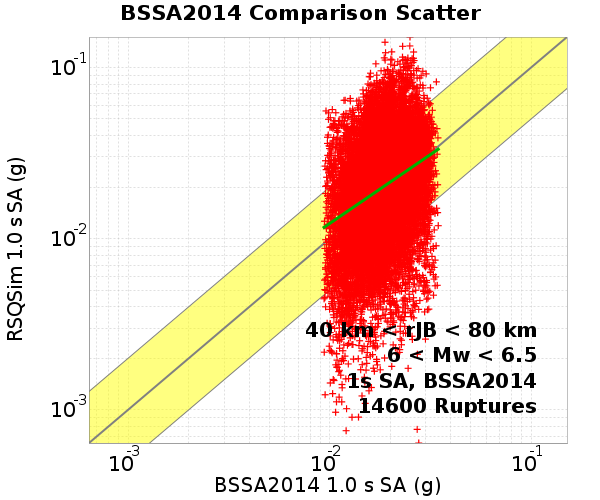 BSSA2014 Comparison Scatter
RSQSim 1.0 s SA (g)
10-1
10-2
10-3
40 km < rJB < 80 km
6 < Mw < 6.5
1s SA, BSSA2014
14600 Ruptures
10-3 10-2 10-1
BSSA2014 1.0 s SA (g)